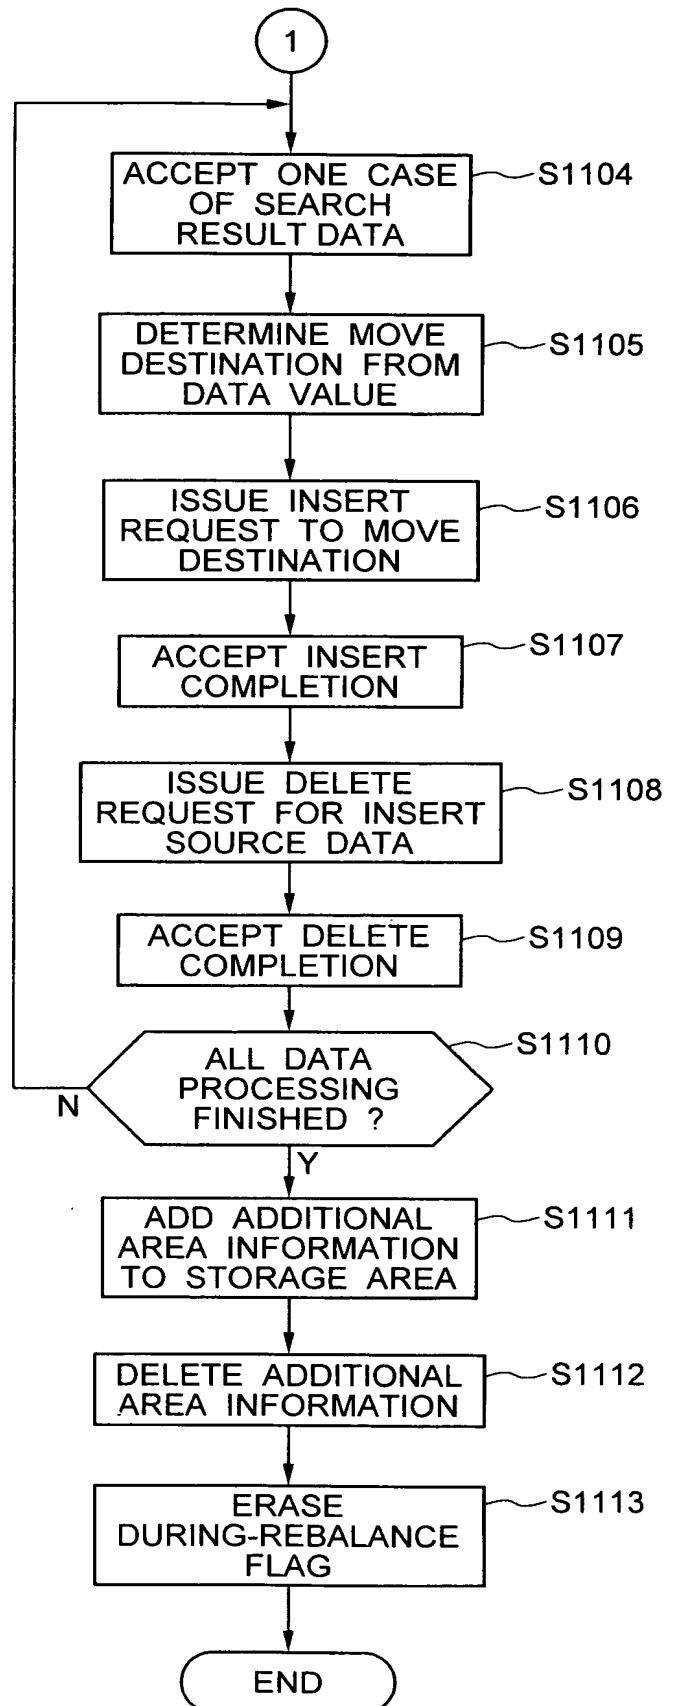 1
ACCEPT ONE CASE
OF SEARCH
RESULT DATA
S1104
DETERMINE MOVE
DESTINATION FROM
DATA VALUE
S1105
ISSUE INSERT
REQUEST TO MOVE
DESTINATION
S1106
ACCEPT INSERT
COMPLETION
S1107
ISSUE DELETE
REQUEST FOR INSERT
SOURCE DATA
S1108
ACCEPT DELETE
COMPLETION
S1109
ALL DATA
PROCESSING
FINISHED ?
S1110
N
Y
ADD ADDITIONAL
AREA INFORMATION
TO STORAGE AREA
S1111
DELETE ADDITIONAL
AREA INFORMATION
S1112
ERASE
DURING-REBALANCE
FLAG
S1113
END